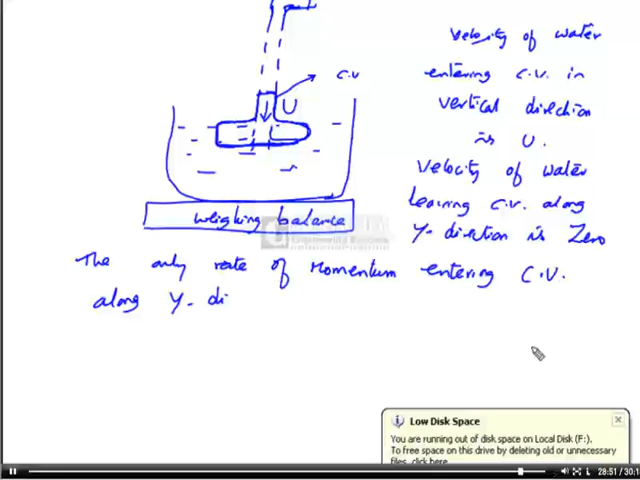 Velocity of water
entering C.V. in
vertical direction
is U.
Velocity of water
leaving C.V. along
Y-direction is Zero
C.V
U
weighing balance
The only rate of Momentum entering C.V.
along Y-di
Low Disk Space
You are running out of disk space on Local Disk (F:).
To free space on this drive by deleting old or unnecessary
files, click here.
28:51 / 30:1